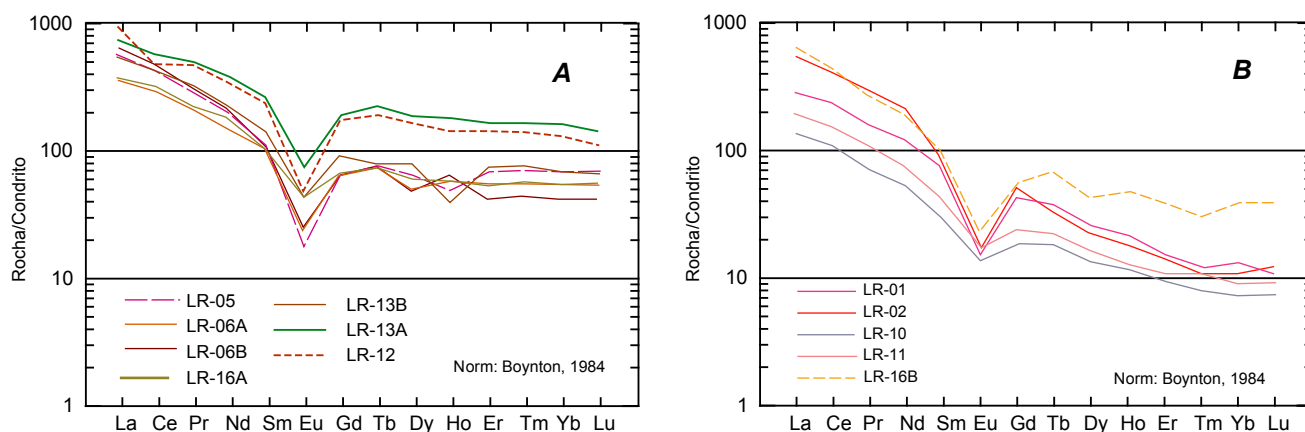 A
Rocha/Condrito
1000
100
10
1
LR-05
LR-06A
LR-06B
LR-16A
LR-13B
LR-13A
LR-12
Norm: Boynton, 1984
La Ce Pr Nd Sm Eu Gd Tb Dy Ho Er Tm Yb Lu
B
Rocha/Condrito
1000
100
10
1
LR-01
LR-02
LR-10
LR-11
LR-16B
Norm: Boynton, 1984
La Ce Pr Nd Sm Eu Gd Tb Dy Ho Er Tm Yb Lu